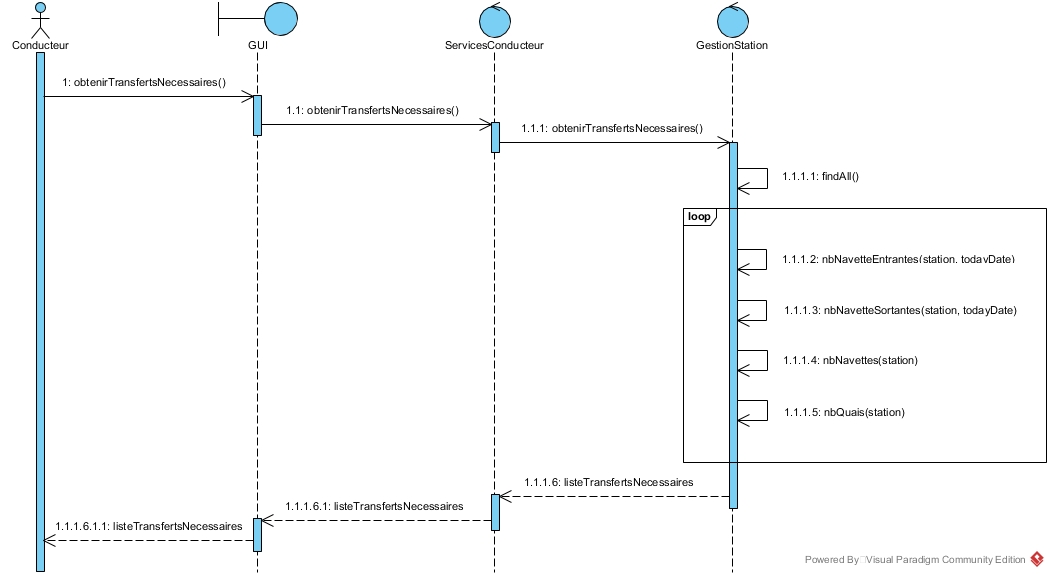 Conducteur
GUI
ServicesConducteur
GestionStation
1: obtenirTransfertsNecessaires()
1.1: obtenirTransfertsNecessaires()
1.1.1: obtenirTransfertsNecessaires()
1.1.1.1: findAll()
loop
1.1.1.2: nbNavetteEntrantes(station, todayDate)
1.1.1.3: nbNavetteSortantes(station, todayDate)
1.1.1.4: nbNavettes(station)
1.1.1.5: nbQuais(station)
1.1.1.6: listeTransfertsNecessaires
1.1.1.6.1: listeTransfertsNecessaires
1.1.1.6.1.1: listeTransfertsNecessaires
Powered By Visual Paradigm Community Edition